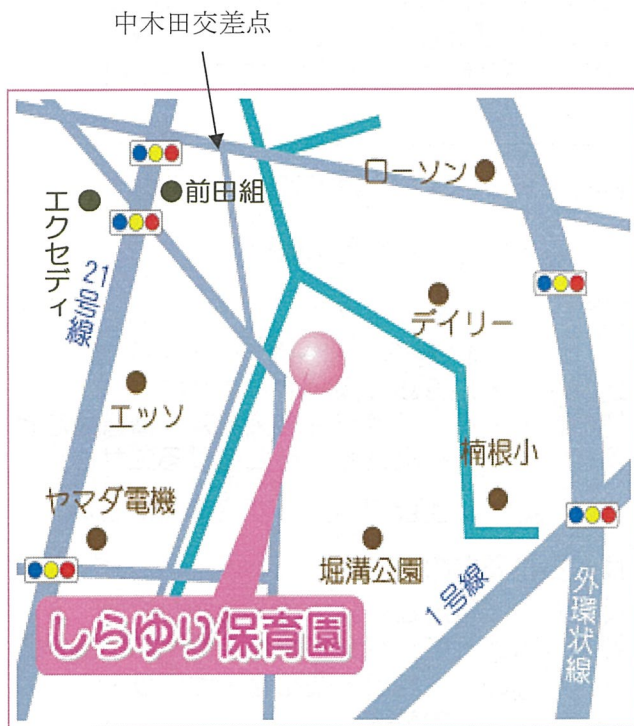 中木田交差点
ローソン
前田組
エクセディ
21号線
デイリー
エッソ
楠根小
ヤマダ電機
堀溝公園
1号線
外環状線
しらゆり保育園